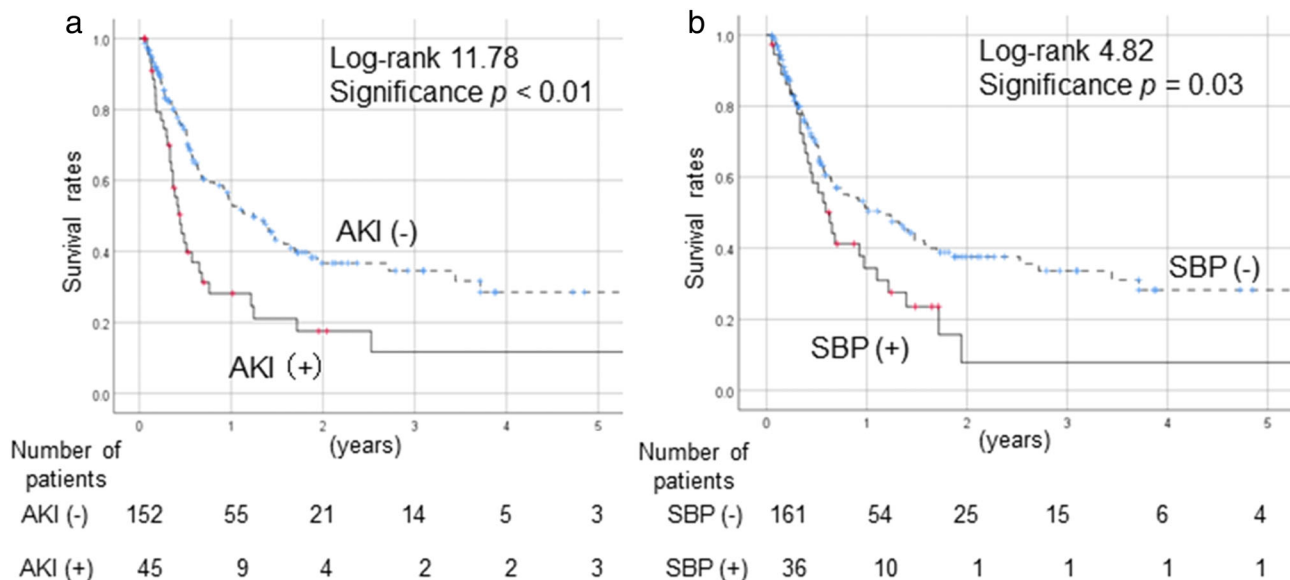 a
Log-rank 11.78
Significance p < 0.01
Survival rates
1.0
0.8
0.6
0.4
0.2
0.0
AKI (-)
AKI (+)
0 1 2 3 4 5
(years)
Number of
patients
AKI (-) 152 55 21 14 5 3
AKI (+) 45 9 4 2 2 3
b
Log-rank 4.82
Significance p = 0.03
Survival rates
1.0
0.8
0.6
0.4
0.2
0.0
SBP (-)
SBP (+)
0 1 2 3 4 5
(years)
Number of
patients
SBP (-) 161 54 25 15 6 4
SBP (+) 36 10 1 1 1 1